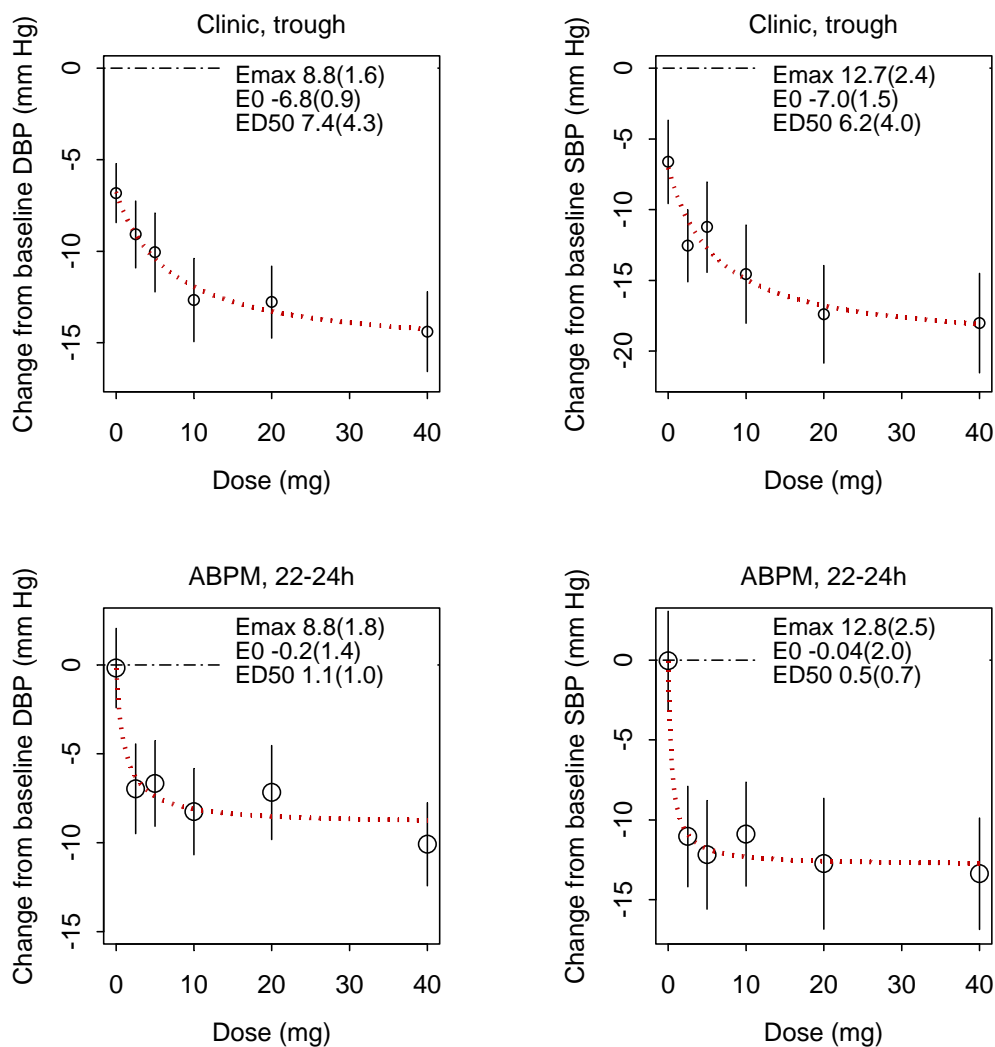 Clinic, trough
Change from baseline DBP (mm Hg)
0
-5
-10
-15
Emax 8.8(1.6)
E0 -6.8(0.9)
ED50 7.4(4.3)
0 10 20 30 40
Dose (mg)
Clinic, trough
Change from baseline SBP (mm Hg)
0
-5
-10
-15
-20
Emax 12.7(2.4)
E0 -7.0(1.5)
ED50 6.2(4.0)
0 10 20 30 40
Dose (mg)
ABPM, 22-24h
Change from baseline DBP (mm Hg)
0
-5
-10
-15
Emax 8.8(1.8)
E0 -0.2(1.4)
ED50 1.1(1.0)
0 10 20 30 40
Dose (mg)
ABPM, 22-24h
Change from baseline SBP (mm Hg)
0
-5
-10
-15
Emax 12.8(2.5)
E0 -0.04(2.0)
ED50 0.5(0.7)
0 10 20 30 40
Dose (mg)